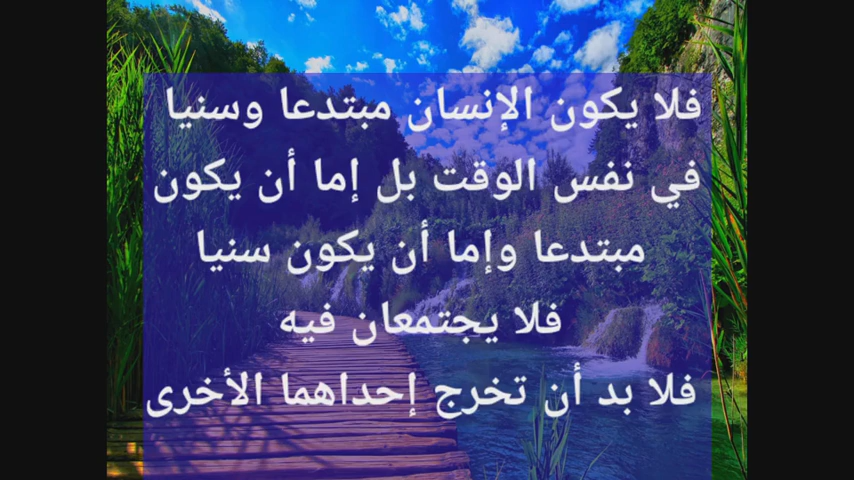 فلا يكون الإنسان مبتدعا وسنيا
في نفس الوقت بل إما أن يكون
مبتدعا وإما أن يكون سنيا
فلا يجتمعان فيه
فلا بد أن تخرج إحداهما الأخرى